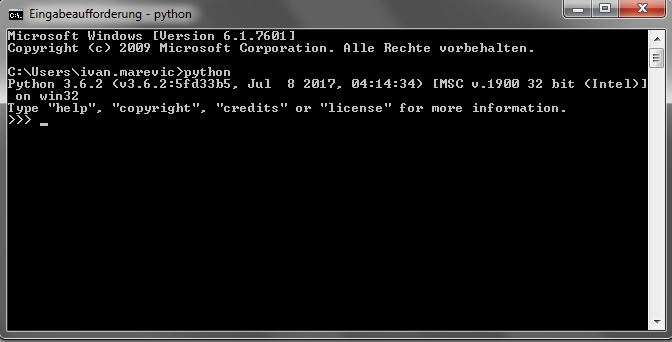 Eingabeaufforderung - python
Microsoft Windows [Version 6.1.7601]
Copyright (c) 2009 Microsoft Corporation. Alle Rechte vorbehalten.
C:\Users\ivan.marevic>python
Python 3.6.2 (v3.6.2:5fd33b5, Jul  8 2017, 04:14:34) [MSC v.1900 32 bit (Intel)]
 on win32
Type "help", "copyright", "credits" or "license" for more information.
>>> _